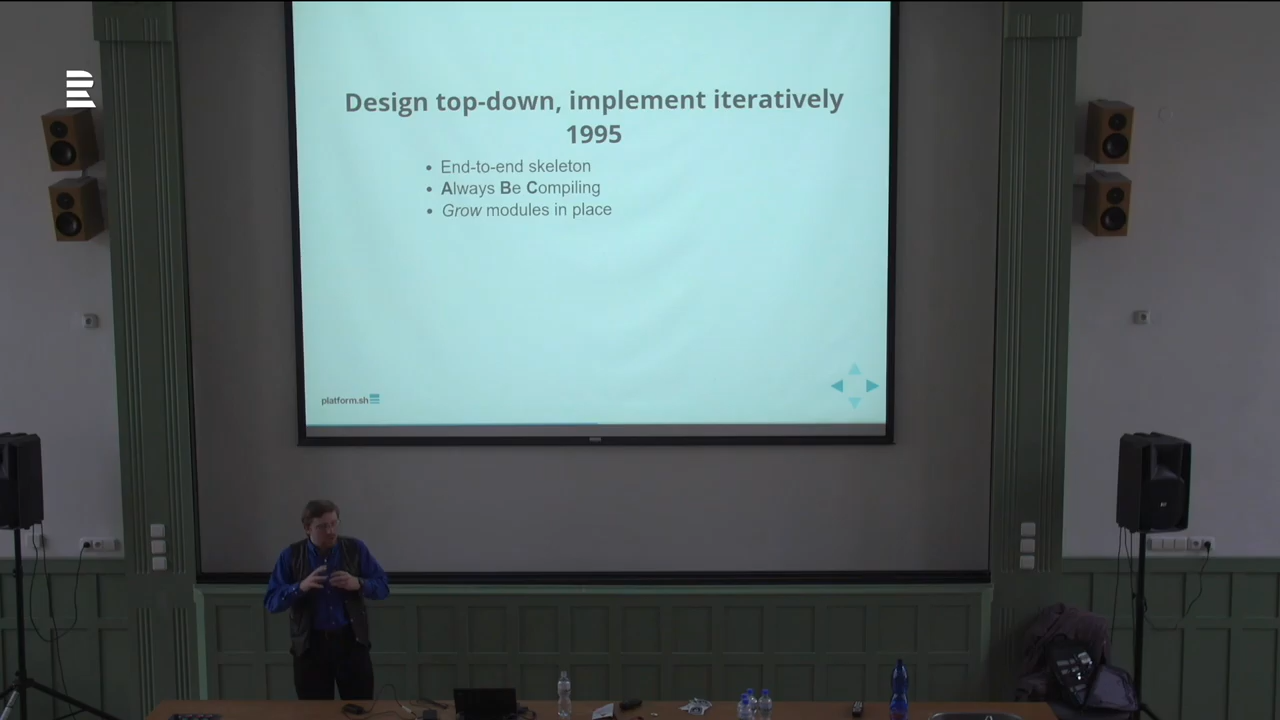 Design top-down, implement iteratively
1995
• End-to-end skeleton
• Always Be Compiling
• Grow modules in place
platform.sh